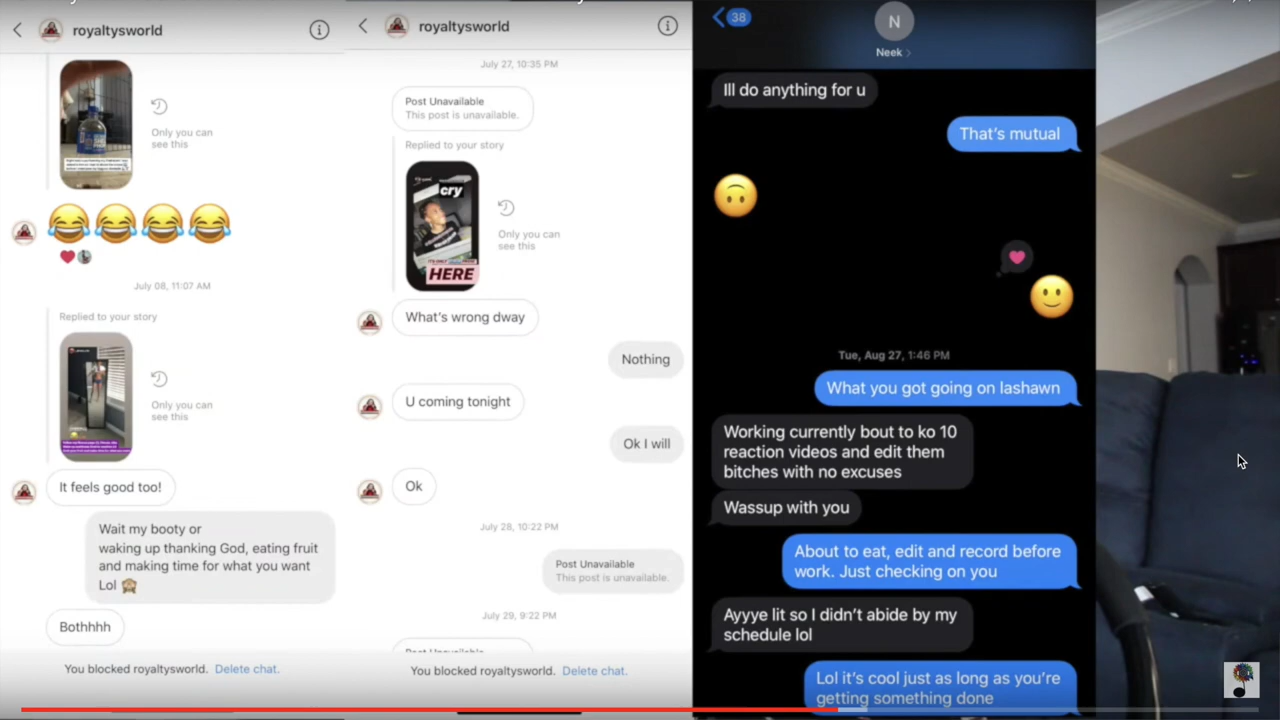 royaltysworld
Only you can
see this
July 08, 11:07 AM
Replied to your story
Only you can
see this
It feels good too!
Wait my booty or
waking up thanking God, eating fruit
and making time for what you want
Lol 🙈
Bothhhh
You blocked royaltysworld. Delete chat.
royaltysworld
July 27, 10:35 PM
Post Unavailable
This post is unavailable.
Replied to your story
cry
HERE
Only you can
see this
What's wrong dway
Nothing
U coming tonight
Ok I will
Ok
July 28, 10:22 PM
Post Unavailable
This post is unavailable.
July 29, 9:22 PM
Post Unavailable
You blocked royaltysworld. Delete chat.
38
N
Neek
Ill do anything for u
That's mutual
Tue, Aug 27, 1:46 PM
What you got going on lashawn
Working currently bout to ko 10
reaction videos and edit them
bitches with no excuses
Wassup with you
About to eat, edit and record before
work. Just checking on you
Ayyye lit so I didn't abide by my
schedule lol
Lol it's cool just as long as you're
getting something done